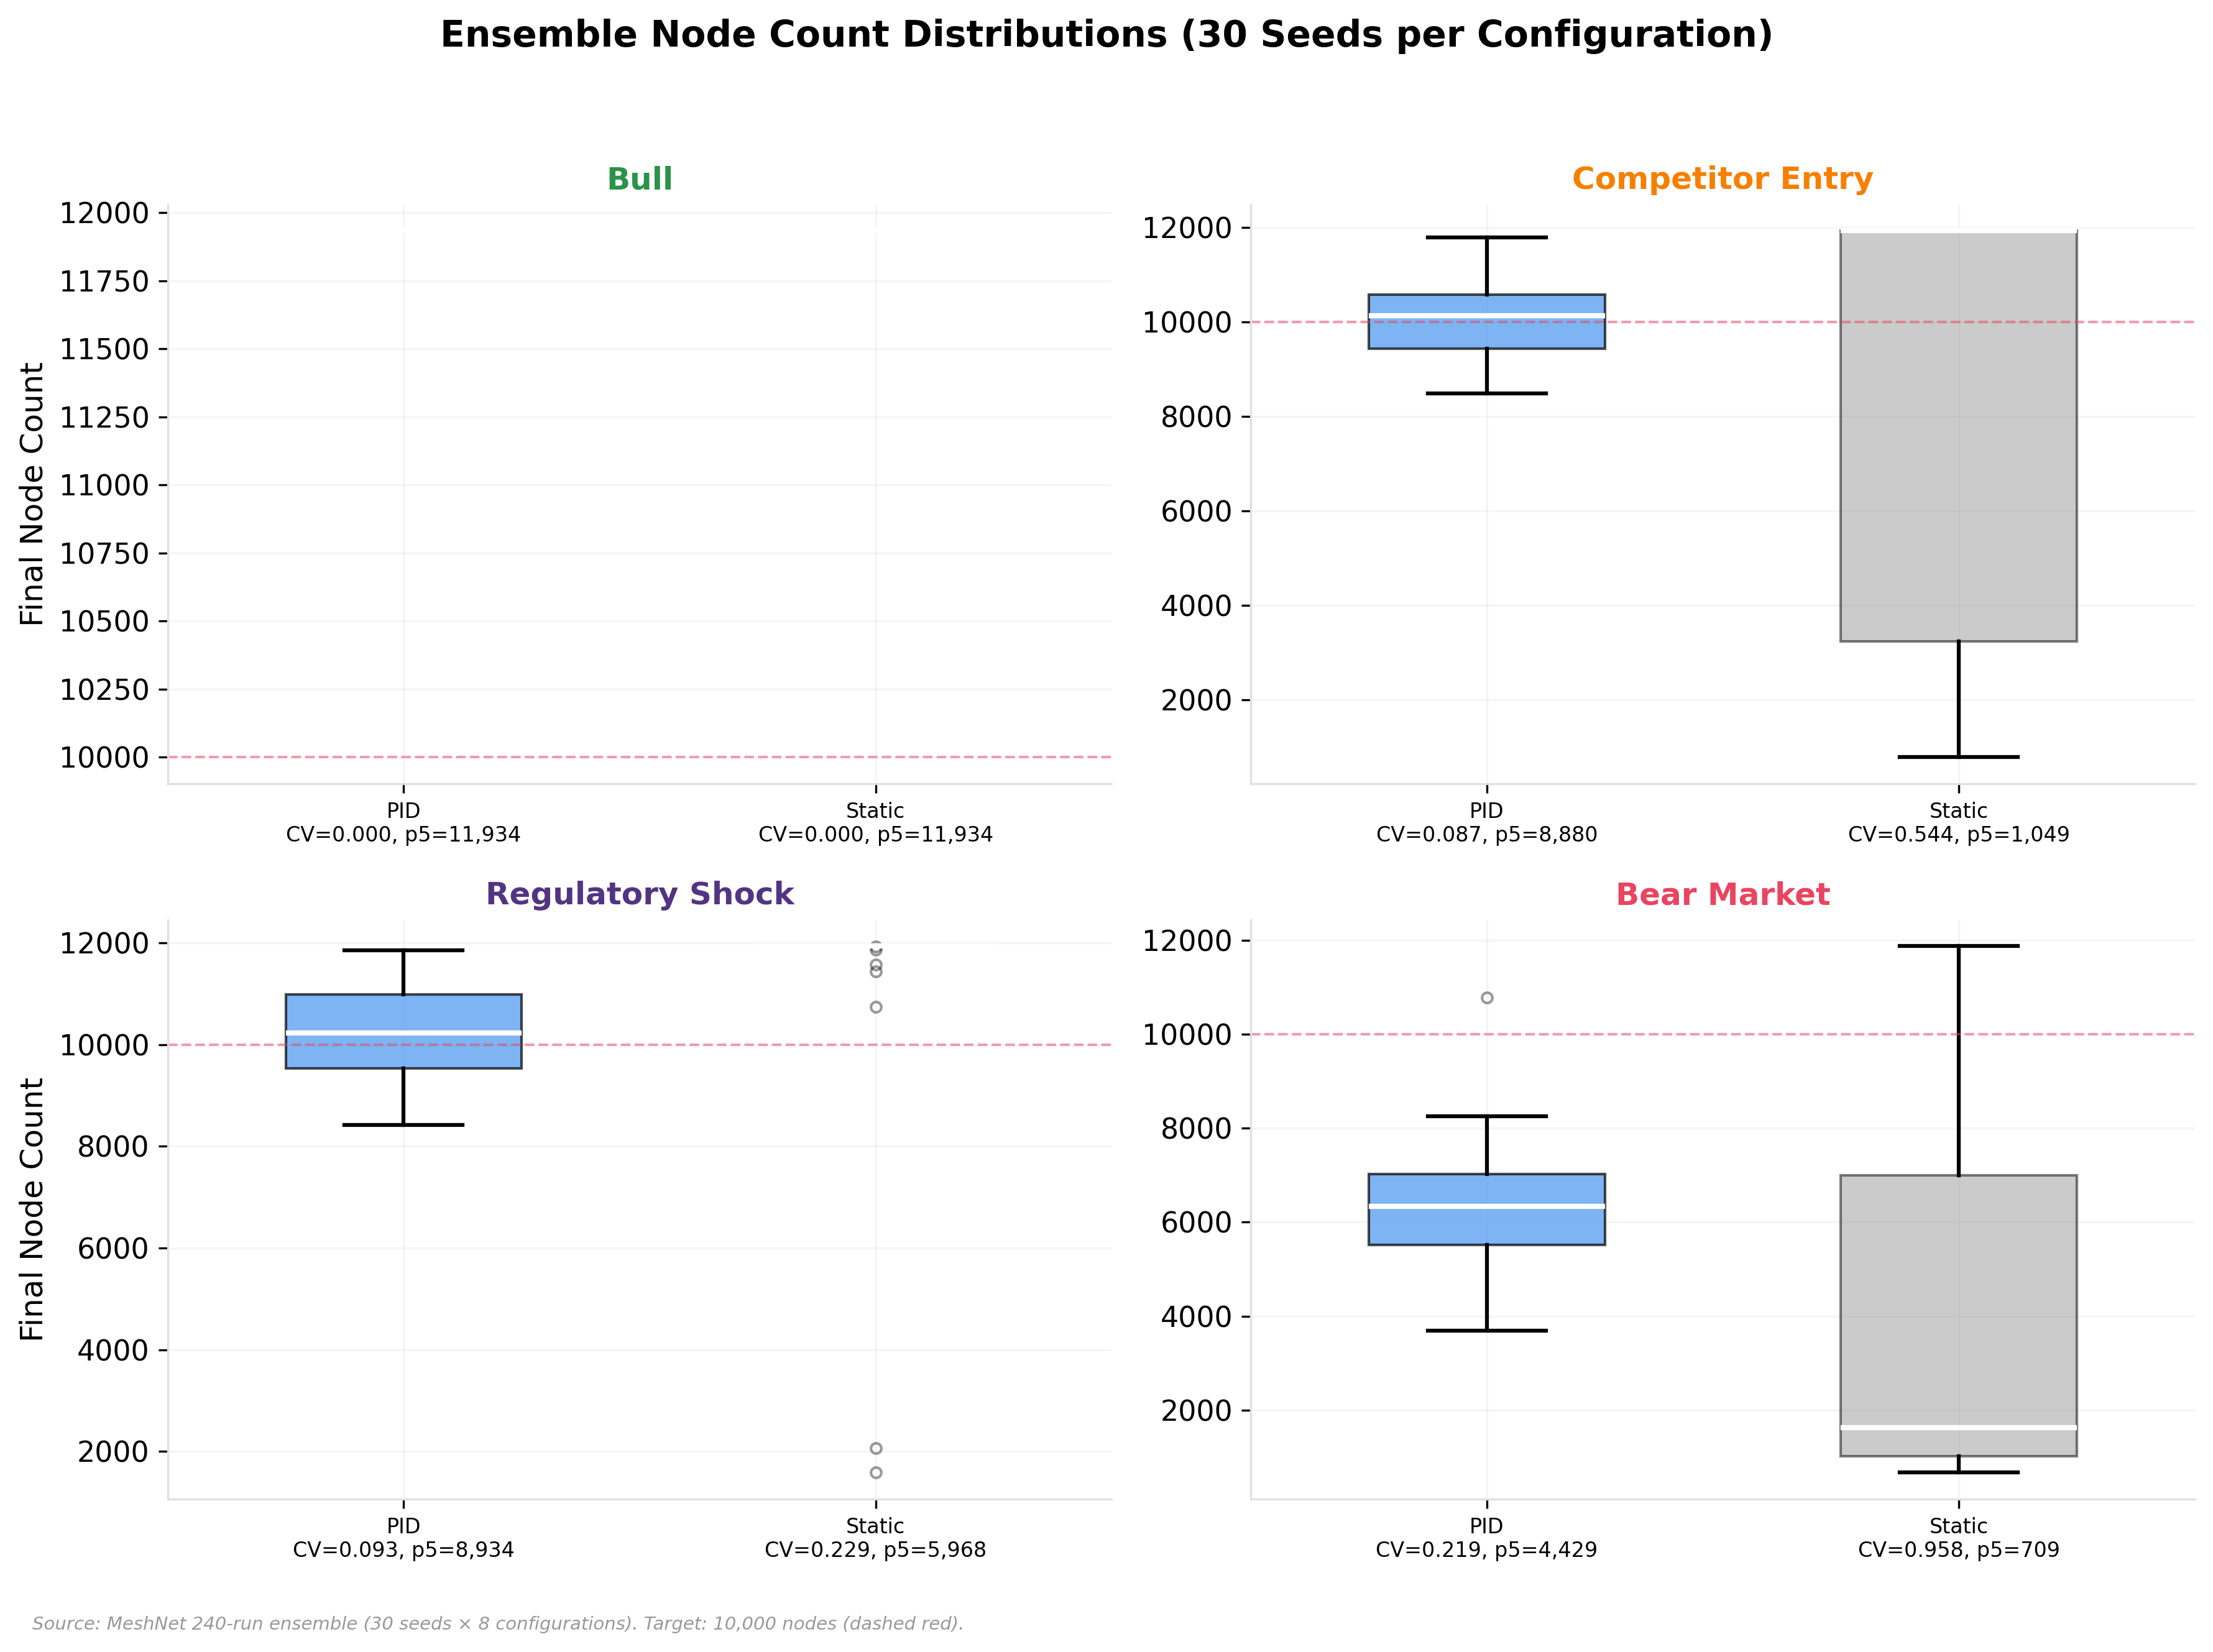 Ensemble Node Count Distributions (30 Seeds per Configuration)
Bull
Final Node Count
12000
11750
11500
11250
11000
10750
10500
10250
10000
PID
CV=0.000, p5=11,934
Static
CV=0.000, p5=11,934
Competitor Entry
12000
10000
8000
6000
4000
2000
PID
CV=0.087, p5=8,880
Static
CV=0.544, p5=1,049
Regulatory Shock
Final Node Count
12000
10000
8000
6000
4000
2000
PID
CV=0.093, p5=8,934
Static
CV=0.229, p5=5,968
Bear Market
12000
10000
8000
6000
4000
2000
PID
CV=0.219, p5=4,429
Static
CV=0.958, p5=709
Source: MeshNet 240-run ensemble (30 seeds × 8 configurations). Target: 10,000 nodes (dashed red).